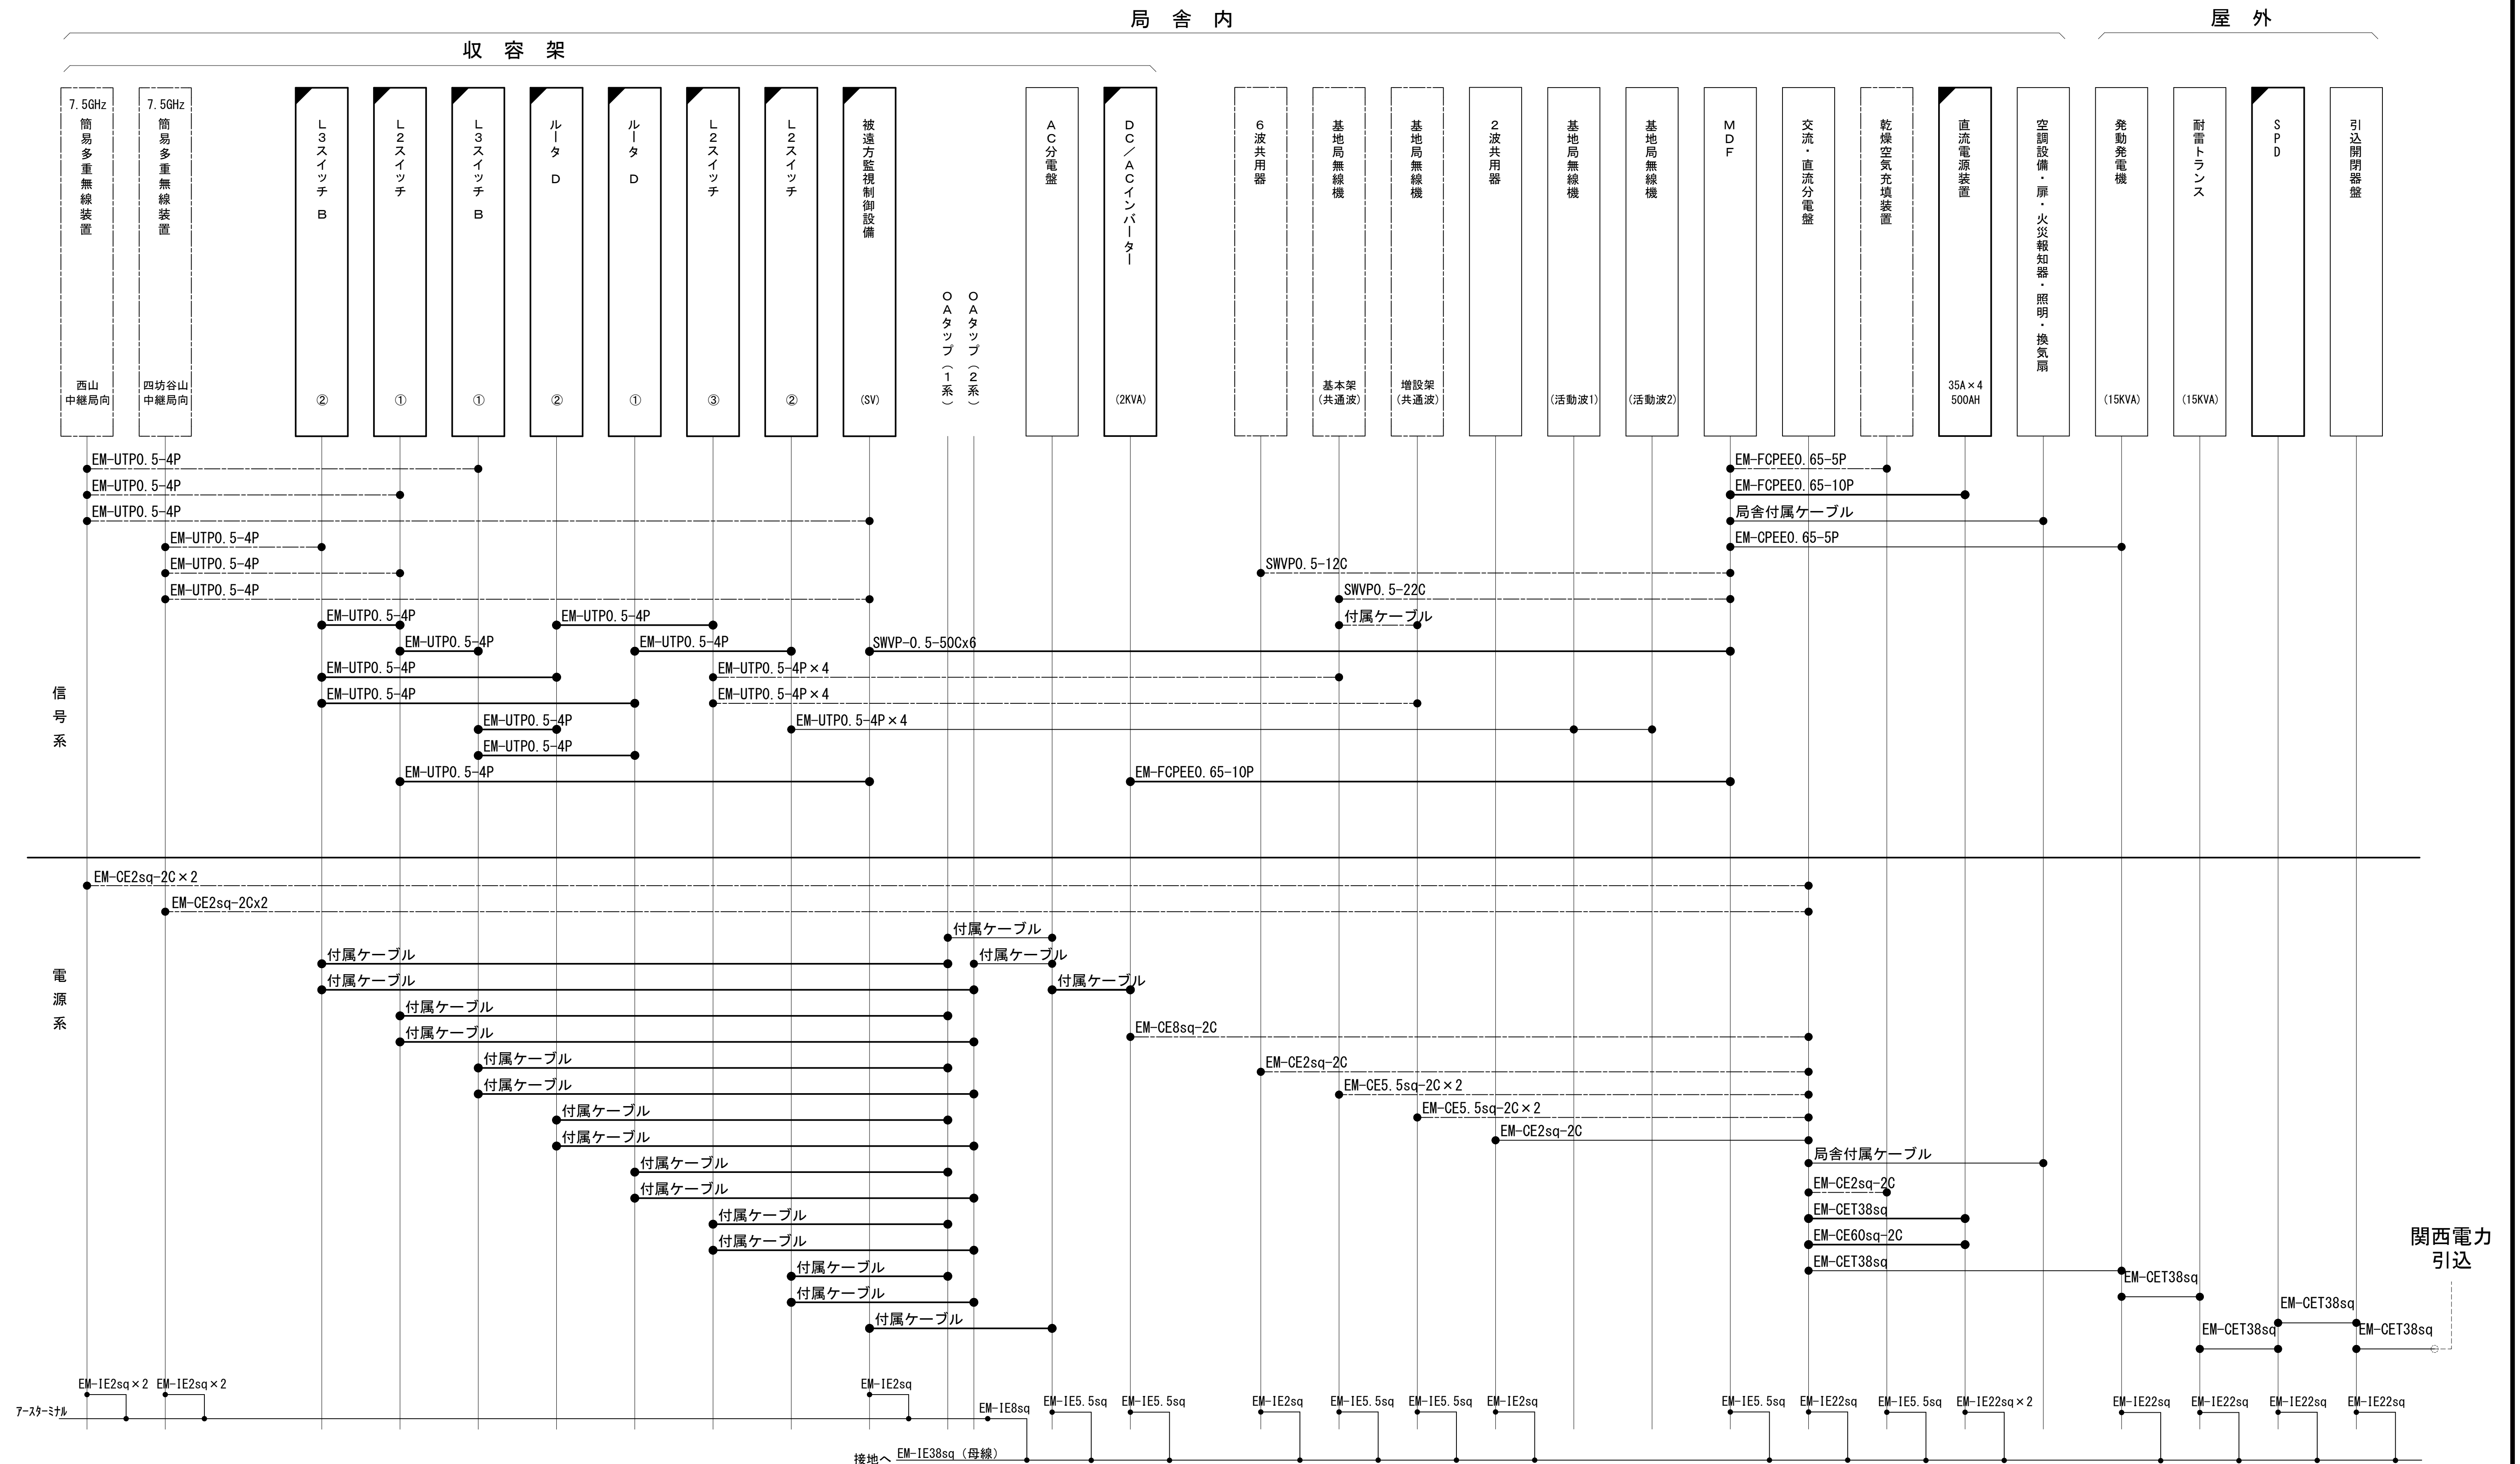 局 舎 内
屋 外
収 容 架
7.5GHz
簡易多重無線装置
西山
中継局向
7.5GHz
簡易多重無線装置
四坊谷山
中継局向
L3スイッチ B
②
L2スイッチ
①
L3スイッチ B
①
ルータ D
②
ルータ D
①
L2スイッチ
③
L2スイッチ
②
被遠方監視制御設備
(SV)
OAタップ(1系)
OAタップ(2系)
AC分電盤
DC/ACインバーター
(2KVA)
6波共用器
基地局無線機
基本架
(共通波)
基地局無線機
増設架
(共通波)
2波共用器
基地局無線機
(活動波1)
基地局無線機
(活動波2)
MDF
交流・直流分電盤
乾燥空気充填装置
直流電源装置
35A×4
500AH
空調設備・扉・火災報知器・照明・換気扇
発動発電機
(15KVA)
耐雷トランス
(15KVA)
SPD
引込開閉器盤
信号系
EM-UTP0.5-4P
EM-FCPEE0.65-5P
EM-UTP0.5-4P
EM-FCPEE0.65-10P
EM-UTP0.5-4P
局舎付属ケーブル
EM-UTP0.5-4P
EM-CPEE0.65-5P
EM-UTP0.5-4P
SWVP0.5-12C
EM-UTP0.5-4P
SWVP0.5-22C
EM-UTP0.5-4P
EM-UTP0.5-4P
付属ケーブル
EM-UTP0.5-4P
EM-UTP0.5-4P
SWVP-0.5-50Cx6
EM-UTP0.5-4P
EM-UTP0.5-4P×4
EM-UTP0.5-4P
EM-UTP0.5-4P×4
EM-UTP0.5-4P
EM-UTP0.5-4P×4
EM-UTP0.5-4P
EM-UTP0.5-4P
EM-FCPEE0.65-10P
電源系
EM-CE2sq-2C×2
EM-CE2sq-2Cx2
付属ケーブル
付属ケーブル
付属ケーブル
付属ケーブル
付属ケーブル
付属ケーブル
付属ケーブル
EM-CE8sq-2C
付属ケーブル
EM-CE2sq-2C
付属ケーブル
EM-CE5.5sq-2C×2
付属ケーブル
EM-CE5.5sq-2C×2
付属ケーブル
EM-CE2sq-2C
付属ケーブル
局舎付属ケーブル
付属ケーブル
EM-CE2sq-2C
付属ケーブル
EM-CET38sq
付属ケーブル
EM-CE60sq-2C
付属ケーブル
EM-CET38sq
付属ケーブル
EM-CET38sq
付属ケーブル
EM-CET38sq
EM-CET38sq
EM-CET38sq
関西電力
引込
EM-IE2sq×2
EM-IE2sq×2
EM-IE2sq
EM-IE8sq
EM-IE5.5sq
EM-IE5.5sq
EM-IE2sq
EM-IE5.5sq
EM-IE5.5sq
EM-IE2sq
EM-IE5.5sq
EM-IE22sq
EM-IE5.5sq
EM-IE22sq×2
EM-IE22sq
EM-IE22sq
EM-IE22sq
EM-IE22sq
アースターミナル
接地へ
EM-IE38sq(母線)